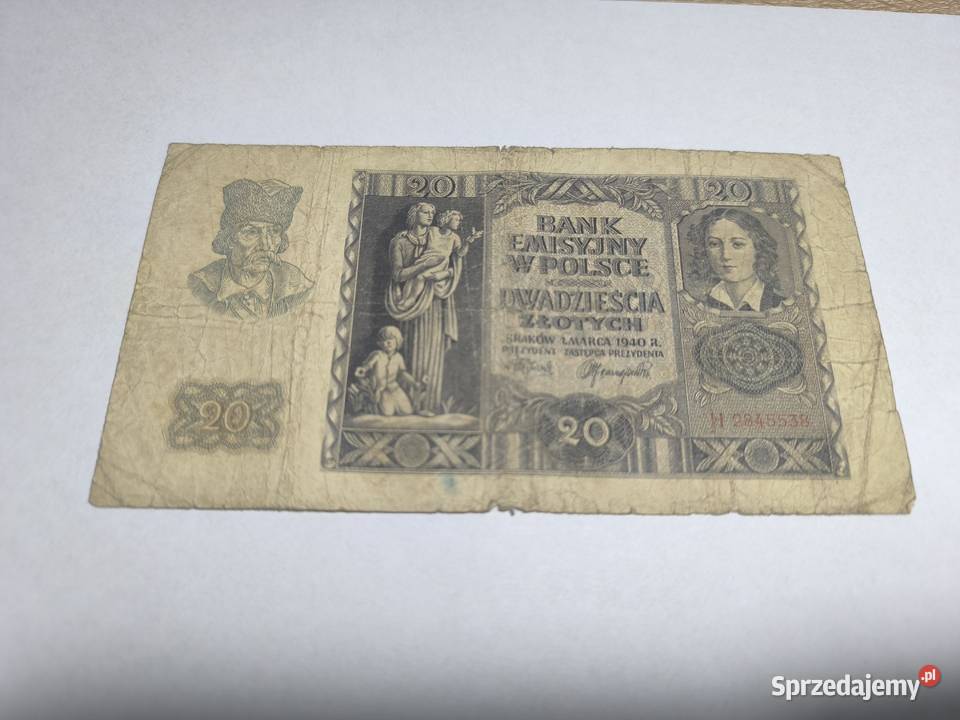 20
20
BANK
EMISYJNY
W POLSCE
DWADZIEŚCIA
ZŁOTYCH
KRAKÓW 1. MARCA 1940 R.
PREZYDENT ZASTĘPCA PREZYDENTA
20
20
H 2845538
Sprzedajemy.pl